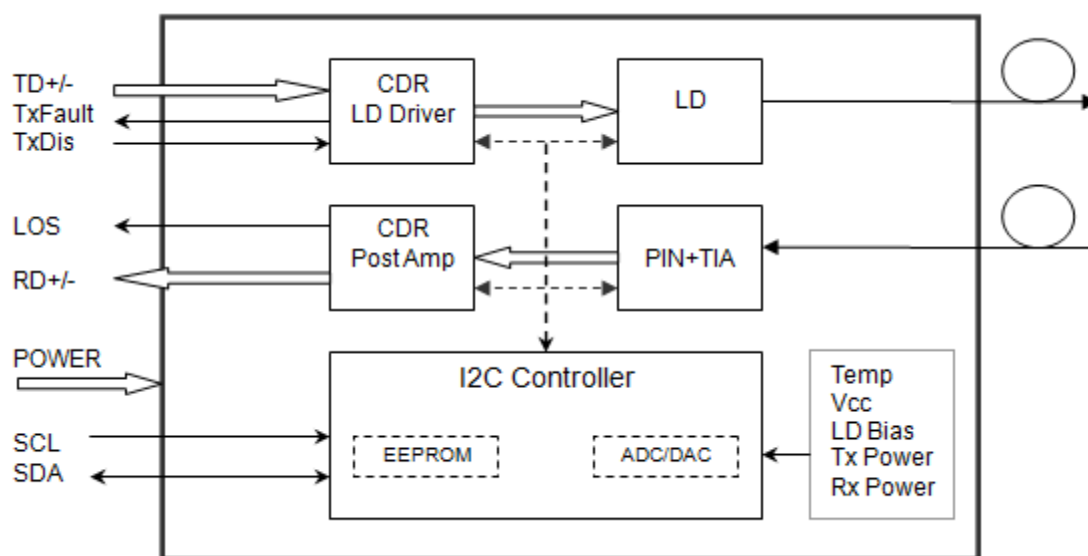 TD+/-
TxFault
TxDis
CDR
LD Driver
LD
LOS
RD+/-
CDR
Post Amp
PIN+TIA
POWER
SCL
SDA
I2C Controller
EEPROM
ADC/DAC
Temp
Vcc
LD Bias
Tx Power
Rx Power